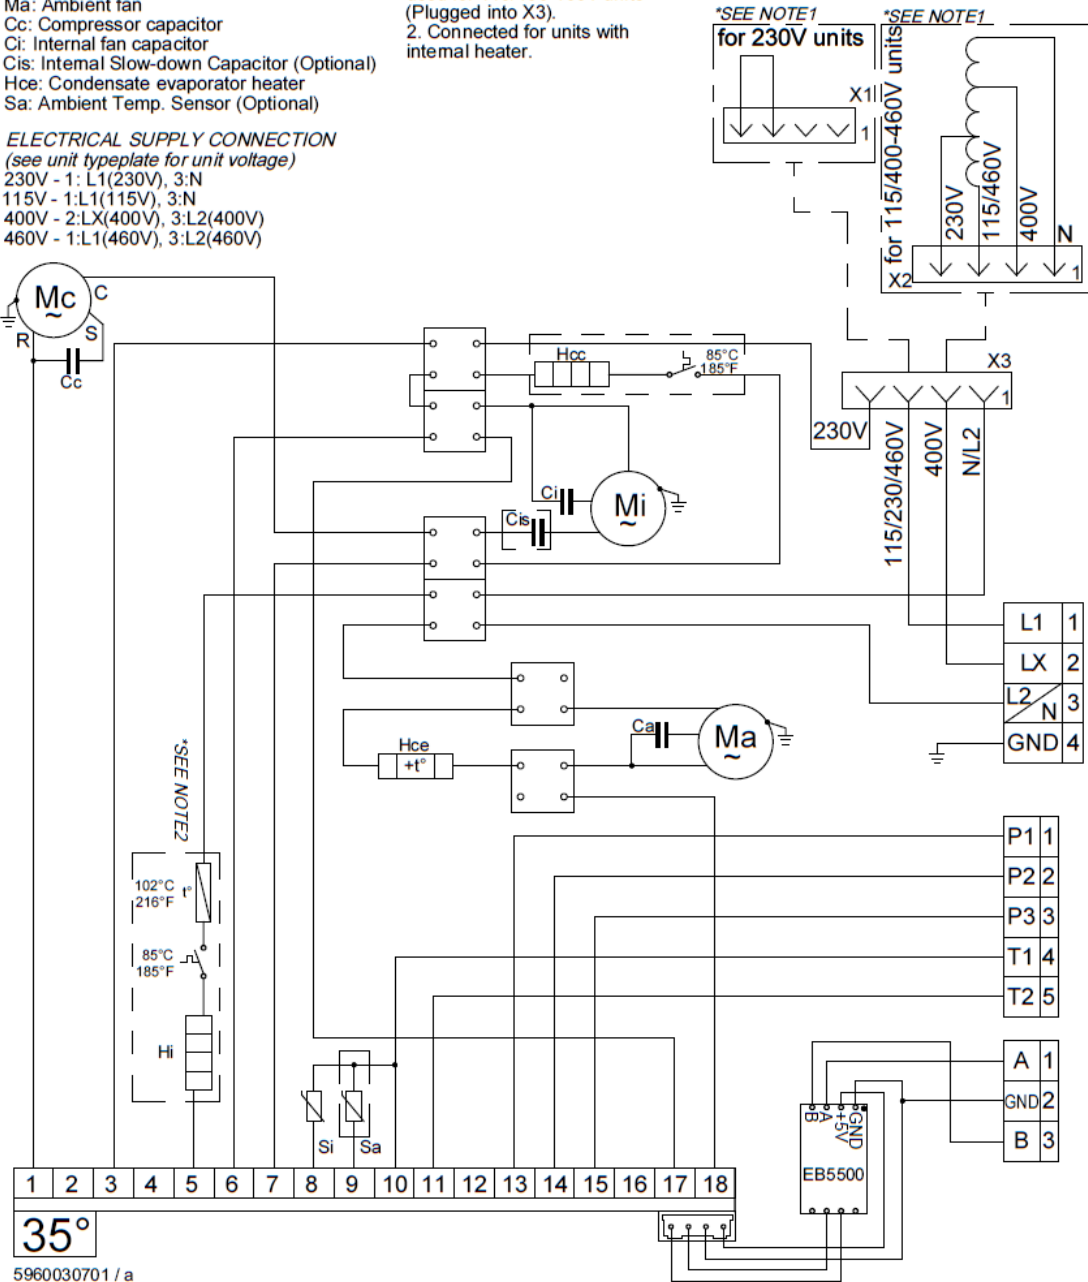 Ma: Ambient fan
Cc: Compressor capacitor
Ci: Internal fan capacitor
Cis: Internal Slow-down Capacitor (Optional)
Hce: Condensate evaporator heater
Sa: Ambient Temp. Sensor (Optional)
ELECTRICAL SUPPLY CONNECTION
(see unit typeplate for unit voltage)
230V - 1: L1(230V), 3:N
115V - 1:L1(115V), 3:N
400V - 2:LX(400V), 3:L2(400V)
460V - 1:L1(460V), 3:L2(460V)
(Plugged into X3).
2. Connected for units with
internal heater.
*SEE NOTE1
for 230V units
X1
1
*SEE NOTE1
for 115/400-460V units
230V
115/460V
400V
N
X2
1
Mc
~
C
S
R
Cc
Hcc
85°C
185°F
X3
1
230V
115/230/460V
400V
N/L2
Ci
Cis
Mi
~
L1 1
LX 2
L2/N 3
GND 4
Ca
Ma
~
Hce
+t°
*SEE NOTE2
102°C
216°F
t°
85°C
185°F
Hi
P1 1
P2 2
P3 3
T1 4
T2 5
Si
Sa
A 1
GND 2
B 3
B
A
+5V
GND
EB5500
1 2 3 4 5 6 7 8 9 10 11 12 13 14 15 16 17 18
35°
5960030701 / a